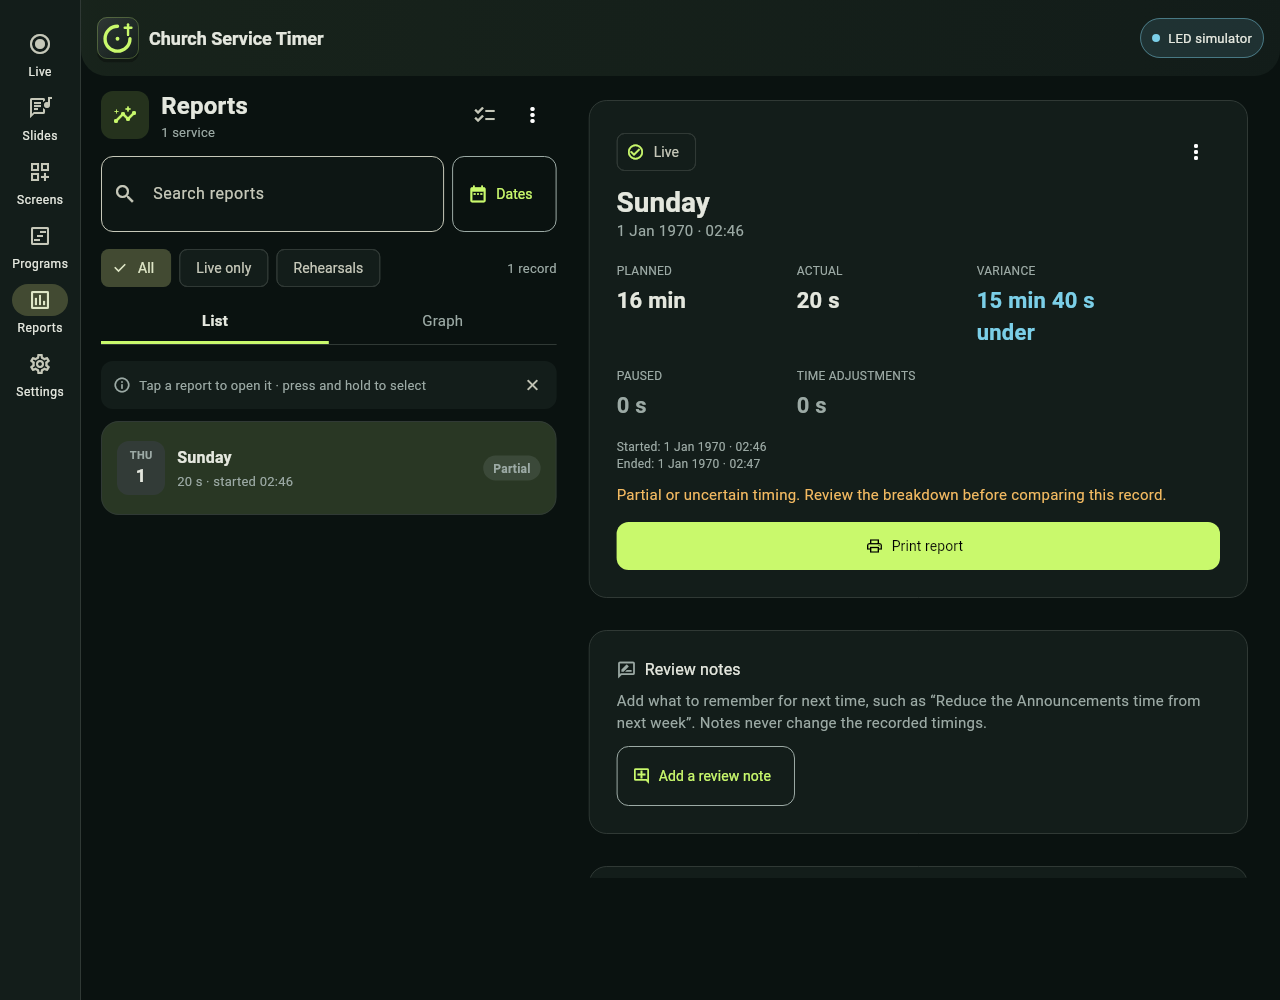 Church Service Timer
LED simulator
Live
Slides
Screens
Programs
Reports
Settings
Reports
1 service
Search reports
Dates
All
Live only
Rehearsals
1 record
List
Graph
Tap a report to open it · press and hold to select
THU
1
Sunday
20 s · started 02:46
Partial
Live
Sunday
1 Jan 1970 · 02:46
PLANNED
16 min
ACTUAL
20 s
VARIANCE
15 min 40 s
under
PAUSED
0 s
TIME ADJUSTMENTS
0 s
Started: 1 Jan 1970 · 02:46
Ended: 1 Jan 1970 · 02:47
Partial or uncertain timing. Review the breakdown before comparing this record.
Print report
Review notes
Add what to remember for next time, such as “Reduce the Announcements time from
next week”. Notes never change the recorded timings.
Add a review note